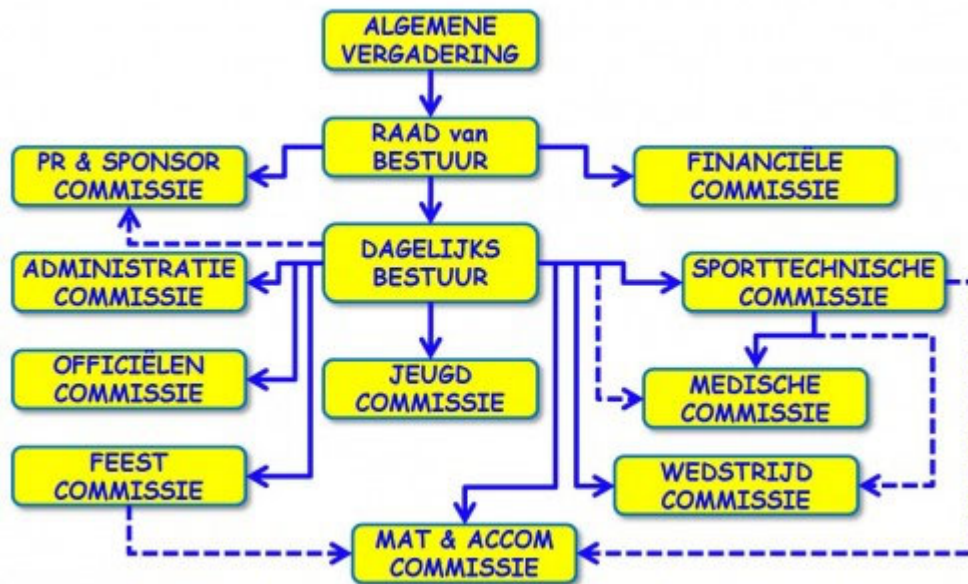 ALGEMENE
VERGADERING
RAAD van
BESTUUR
PR & SPONSOR
COMMISSIE
FINANCIËLE
COMMISSIE
DAGELIJKS
BESTUUR
ADMINISTRATIE
COMMISSIE
SPORTTECHNISCHE
COMMISSIE
OFFICIËLEN
COMMISSIE
JEUGD
COMMISSIE
MEDISCHE
COMMISSIE
FEEST
COMMISSIE
WEDSTRIJD
COMMISSIE
MAT & ACCOM
COMMISSIE